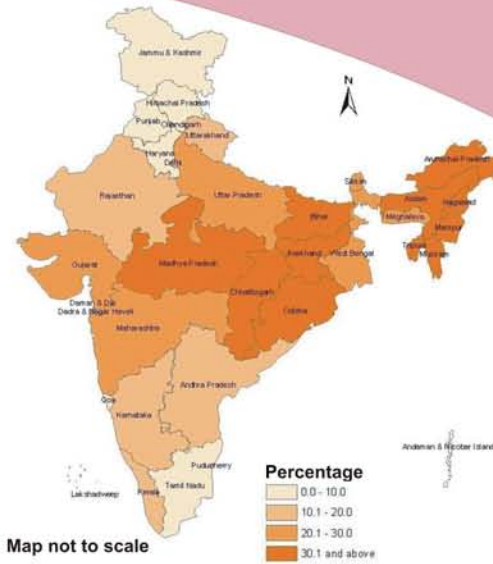 Jammu & Kashmir
Himachal Pradesh
Punjab
Chandigarh
Uttarakhand
Haryana
Delhi
N
Rajasthan
Uttar Pradesh
Sikkim
Arunachal Pradesh
Assam
Nagaland
Meghalaya
Manipur
Bihar
Tripura
Mizoram
Gujarat
Madhya Pradesh
Jharkhand
West Bengal
Chhattisgarh
Daman & Diu
Dadra & Nagar Haveli
Maharashtra
Odisha
Andhra Pradesh
Goa
Karnataka
Andaman & Nicobar Island
Puducherry
Lakshadweep
Kerala
Tamil Nadu
Map not to scale
Percentage
0.0 - 10.0
10.1 - 20.0
20.1 - 30.0
30.1 and above